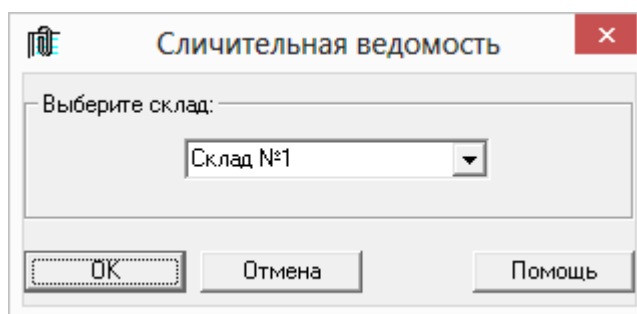 Сличительная ведомость
Выберите склад:
Склад №1
OK
Отмена
Помощь